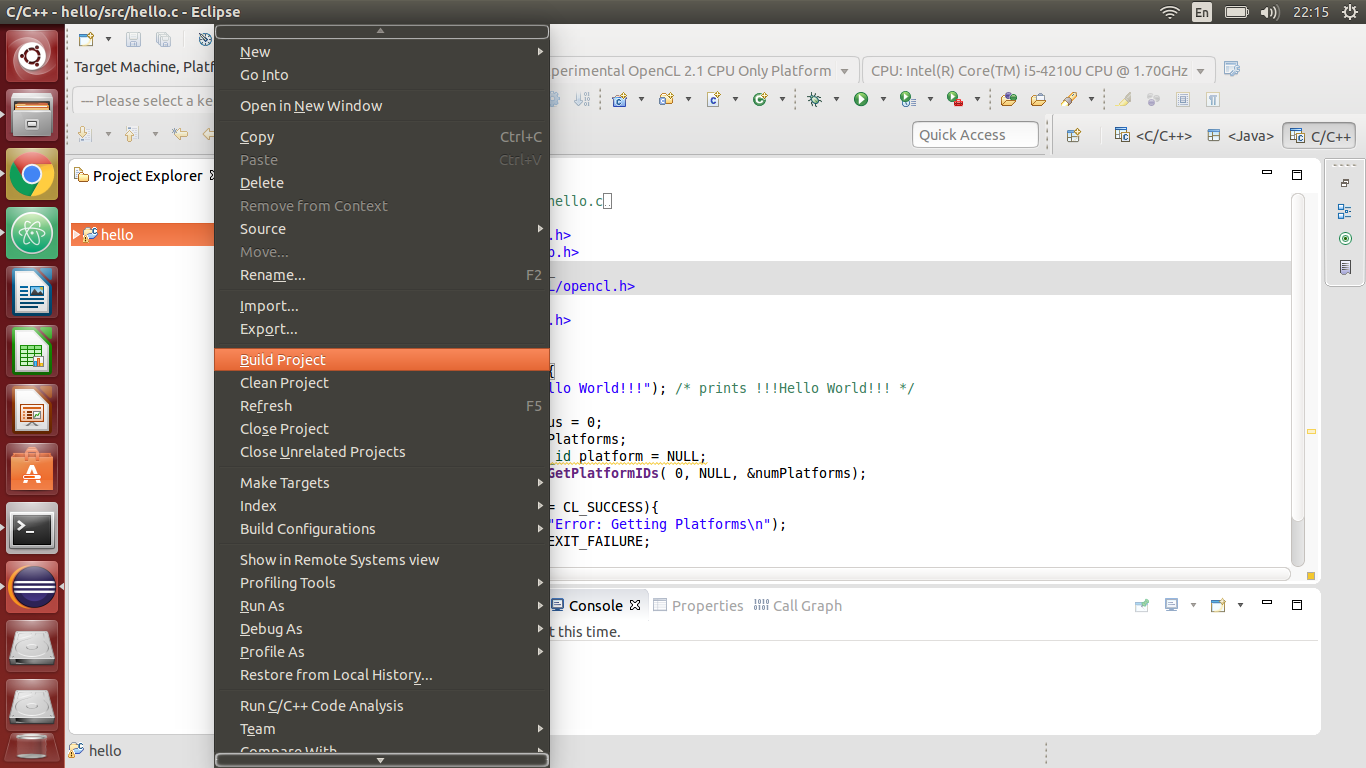 C/C++ - hello/src/hello.c - Eclipse
En
22:15
Target Machine, Platf
perimental OpenCL 2.1 CPU Only Platform
CPU: Intel(R) Core(TM) i5-4210U CPU @ 1.70GHz
--- Please select a ke
Quick Access
<C/C++>
<Java>
C/C++
Project Explorer
hello
New
Go Into
Open in New Window
Copy Ctrl+C
Paste Ctrl+V
Delete
Remove from Context
Source
Move...
Rename... F2
Import...
Export...
Build Project
Clean Project
Refresh F5
Close Project
Close Unrelated Projects
Make Targets
Index
Build Configurations
Show in Remote Systems view
Profiling Tools
Run As
Debug As
Profile As
Restore from Local History...
Run C/C++ Code Analysis
Team
Compare With
hello.c
.h>
.h>
/opencl.h>
.h>
{
llo World!!!"); /* prints !!!Hello World!!! */
us = 0;
Platforms;
_id platform = NULL;
GetPlatformIDs( 0, NULL, &numPlatforms);
= CL_SUCCESS){
"Error: Getting Platforms\n");
EXIT_FAILURE;
Console
Properties
Call Graph
t this time.
hello